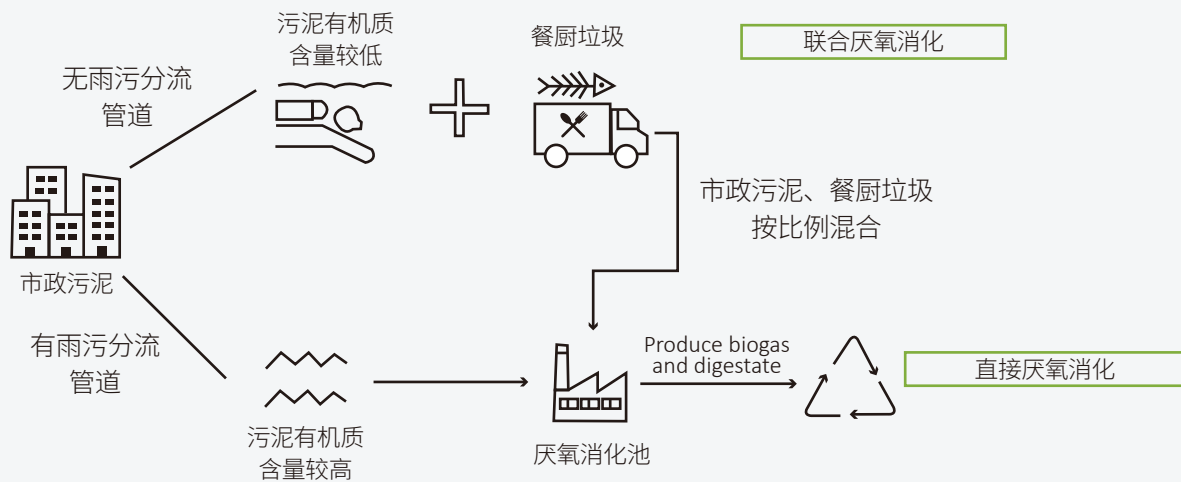 污泥有机质
含量较低
餐厨垃圾
联合厌氧消化
无雨污分流
管道
市政污泥、餐厨垃圾
按比例混合
市政污泥
有雨污分流
管道
Produce biogas
and digestate
直接厌氧消化
污泥有机质
含量较高
厌氧消化池